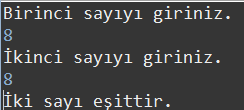 Birinci sayıyı giriniz.
8
İkinci sayıyı giriniz.
8
İki sayı eşittir.